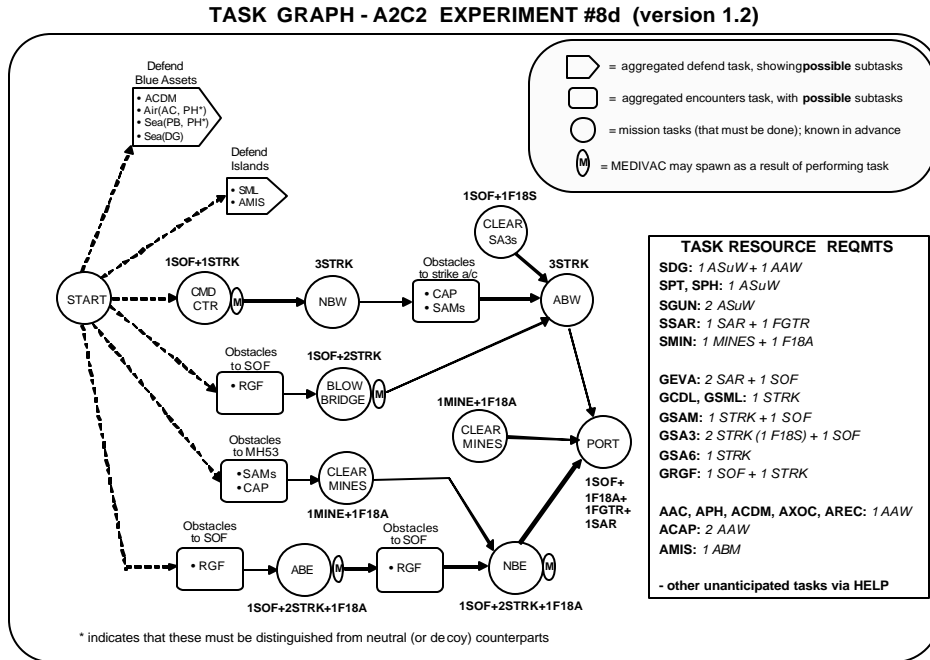 TASK GRAPH - A2C2 EXPERIMENT #8d (version 1.2)
Defend
Blue Assets
• ACDM
• Air(AC, PH*)
• Sea(PB, PH*)
• Sea(DG)
Defend
Islands
• SML
• AMIS
= aggregated defend task, showing possible subtasks
= aggregated encounters task, with possible subtasks
= mission tasks (that must be done); known in advance
M
= MEDIVAC may spawn as a result of performing task
1SOF+1F18S
CLEAR
SA3s
START
1SOF+1STRK
CMD
CTR
M
3STRK
NBW
Obstacles
to strike a/c
• CAP
• SAMs
3STRK
ABW
Obstacles
to SOF
• RGF
1SOF+2STRK
BLOW
BRIDGE
M
1MINE+1F18A
CLEAR
MINES
PORT
1SOF+
1F18A+
1FGTR+
1SAR
Obstacles
to MH53
•SAMs
•CAP
CLEAR
MINES
1MINE+1F18A
Obstacles
to SOF
• RGF
ABE
M
1SOF+2STRK+1F18A
Obstacles
to SOF
• RGF
NBE
M
1SOF+2STRK+1F18A
TASK RESOURCE REQMTS
SDG: 1 ASuW + 1 AAW
SPT, SPH: 1 ASuW
SGUN: 2 ASuW
SSAR: 1 SAR + 1 FGTR
SMIN: 1 MINES + 1 F18A
GEVA: 2 SAR + 1 SOF
GCDL, GSML: 1 STRK
GSAM: 1 STRK + 1 SOF
GSA3: 2 STRK (1 F18S) + 1 SOF
GSA6: 1 STRK
GRGF: 1 SOF + 1 STRK
AAC, APH, ACDM, AXOC, AREC: 1 AAW
ACAP: 2 AAW
AMIS: 1 ABM
- other unanticipated tasks via HELP
* indicates that these must be distinguished from neutral (or decoy) counterparts